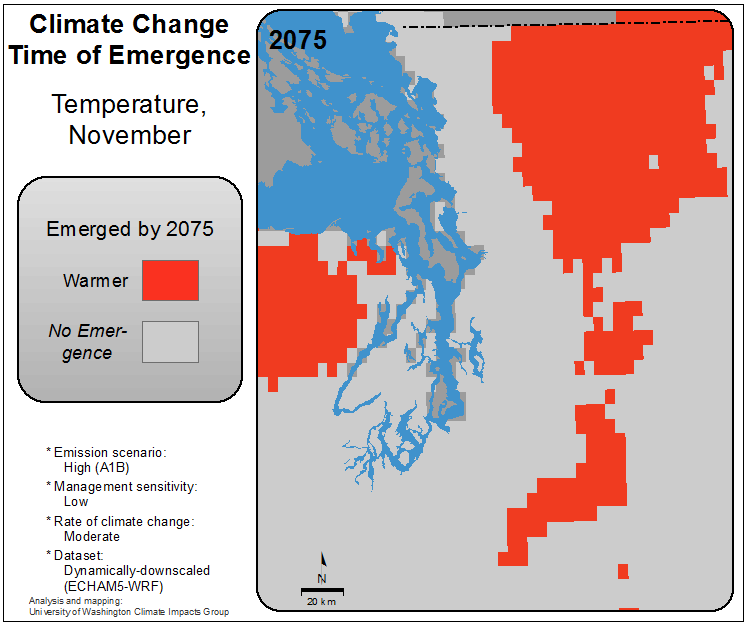 Climate Change
Time of Emergence
Temperature,
November
Emerged by 2075
Warmer
No Emer-
gence
* Emission scenario:
High (A1B)
* Management sensitivity:
Low
* Rate of climate change:
Moderate
* Dataset:
Dynamically-downscaled
(ECHAM5-WRF)
Analysis and mapping:
University of Washington Climate Impacts Group
2075
N
20 km